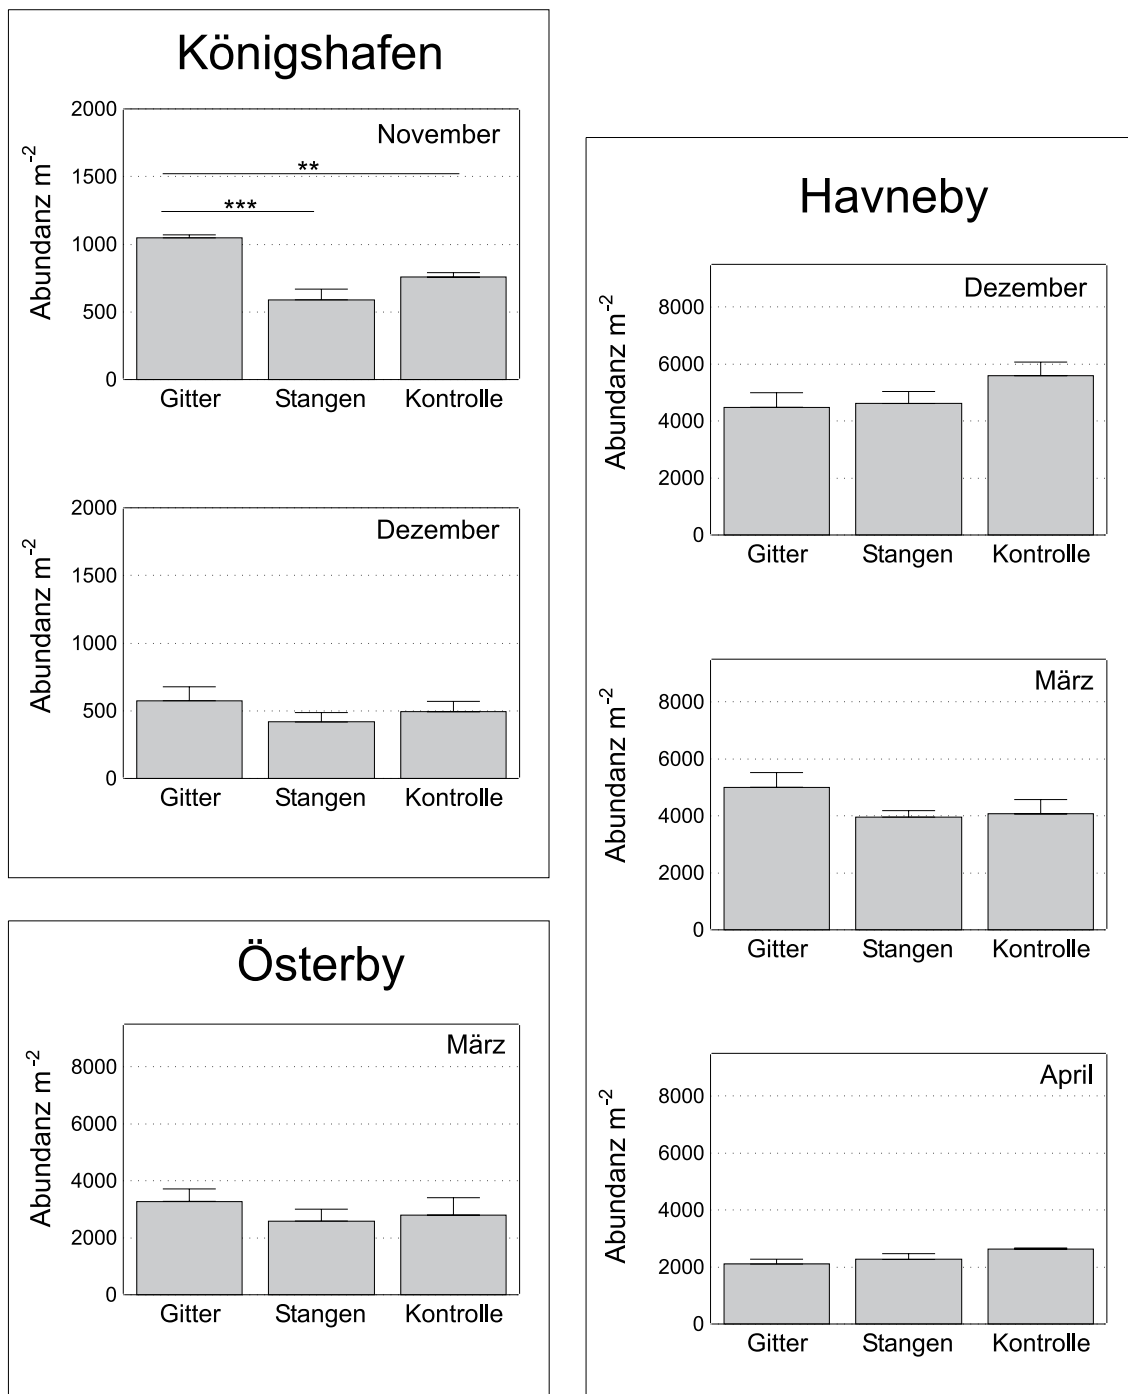 Königshafen
2000
1500
1000
500
0
Abundanz m-2
November
**
***
Gitter Stangen Kontrolle
2000
1500
1000
500
0
Abundanz m-2
Dezember
Gitter Stangen Kontrolle
Österby
8000
6000
4000
2000
0
Abundanz m-2
März
Gitter Stangen Kontrolle
Havneby
8000
6000
4000
2000
0
Abundanz m-2
Dezember
Gitter Stangen Kontrolle
8000
6000
4000
2000
0
Abundanz m-2
März
Gitter Stangen Kontrolle
8000
6000
4000
2000
0
Abundanz m-2
April
Gitter Stangen Kontrolle